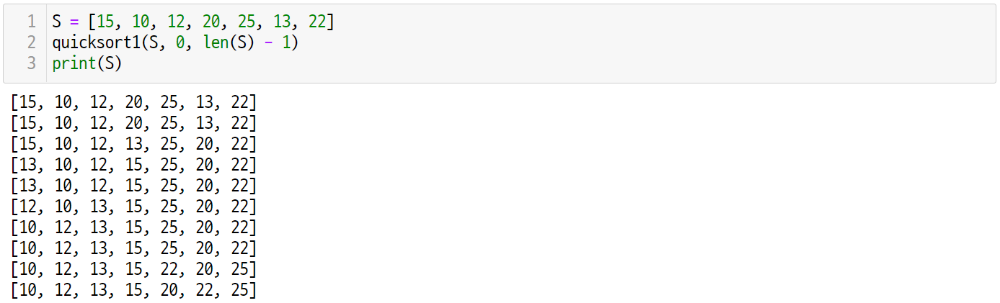 1 S = [15, 10, 12, 20, 25, 13, 22]
2 quicksort1(S, 0, len(S) - 1)
3 print(S)
[15, 10, 12, 20, 25, 13, 22]
[15, 10, 12, 20, 25, 13, 22]
[15, 10, 12, 13, 25, 20, 22]
[13, 10, 12, 15, 25, 20, 22]
[13, 10, 12, 15, 25, 20, 22]
[12, 10, 13, 15, 25, 20, 22]
[10, 12, 13, 15, 25, 20, 22]
[10, 12, 13, 15, 25, 20, 22]
[10, 12, 13, 15, 22, 20, 25]
[10, 12, 13, 15, 20, 22, 25]